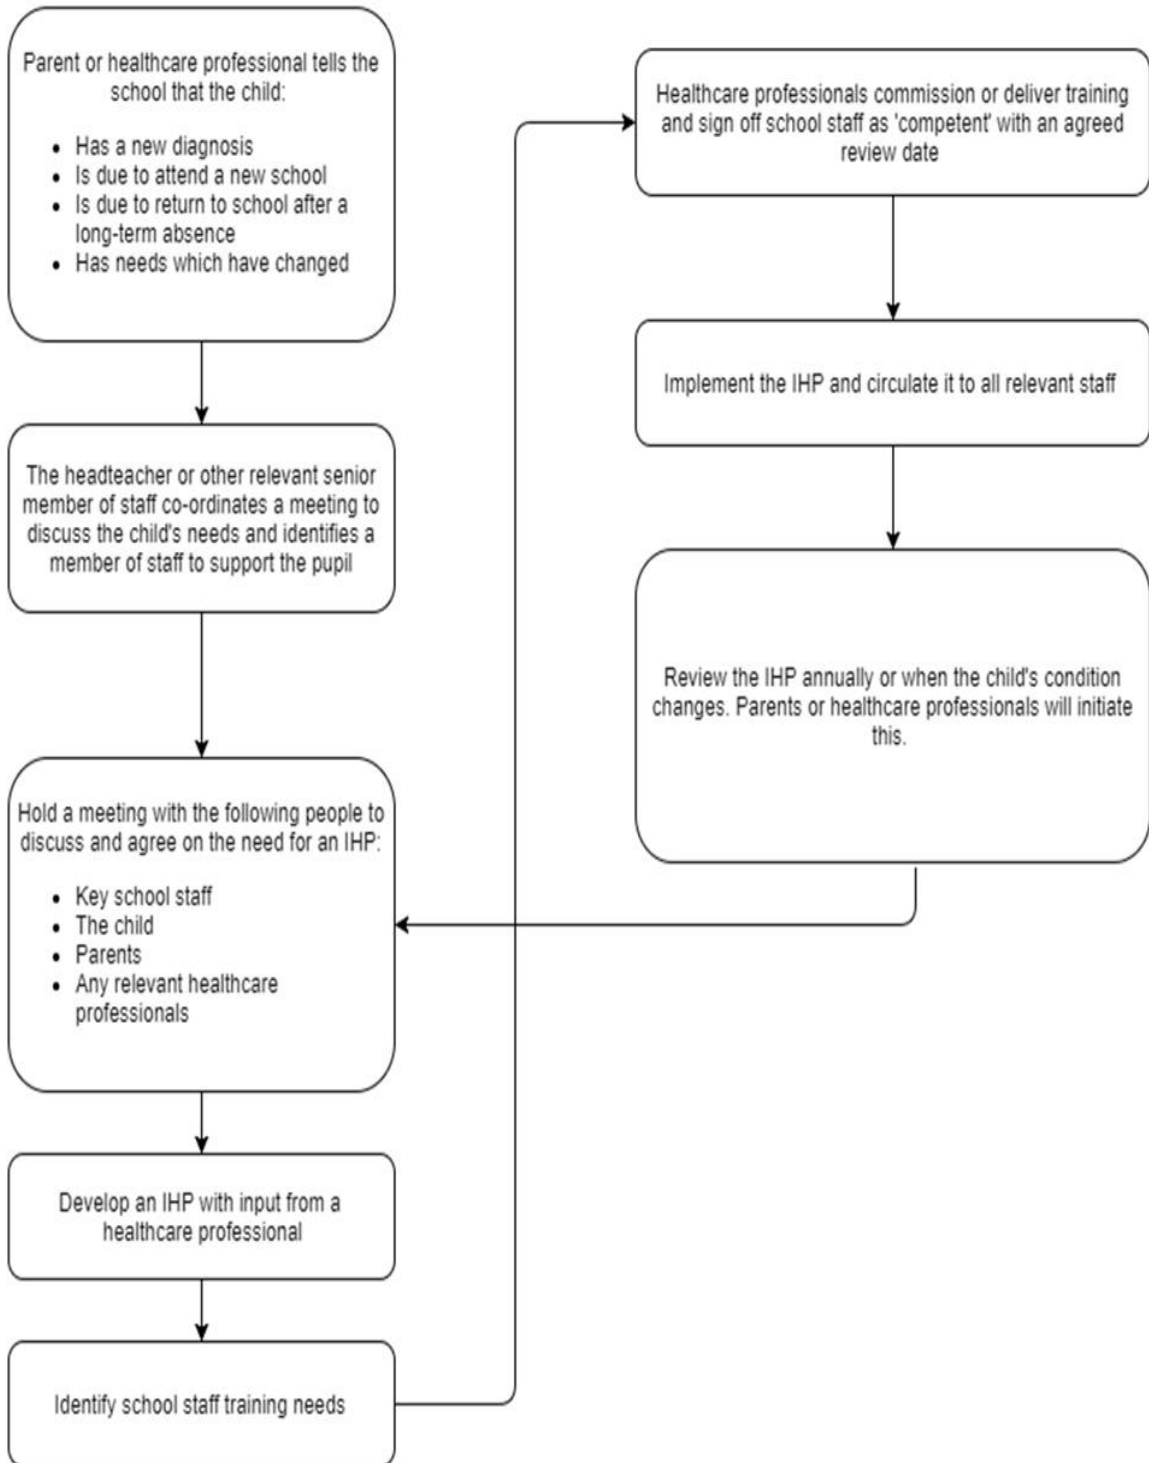 Parent or healthcare professional tells the
school that the child:
• Has a new diagnosis
• Is due to attend a new school
• Is due to return to school after a
long-term absence
• Has needs which have changed
The headteacher or other relevant senior
member of staff co-ordinates a meeting to
discuss the child's needs and identifies a
member of staff to support the pupil
Hold a meeting with the following people to
discuss and agree on the need for an IHP:
• Key school staff
• The child
• Parents
• Any relevant healthcare
professionals
Develop an IHP with input from a
healthcare professional
Identify school staff training needs
Healthcare professionals commission or deliver training
and sign off school staff as 'competent' with an agreed
review date
Implement the IHP and circulate it to all relevant staff
Review the IHP annually or when the child's condition
changes. Parents or healthcare professionals will initiate
this.